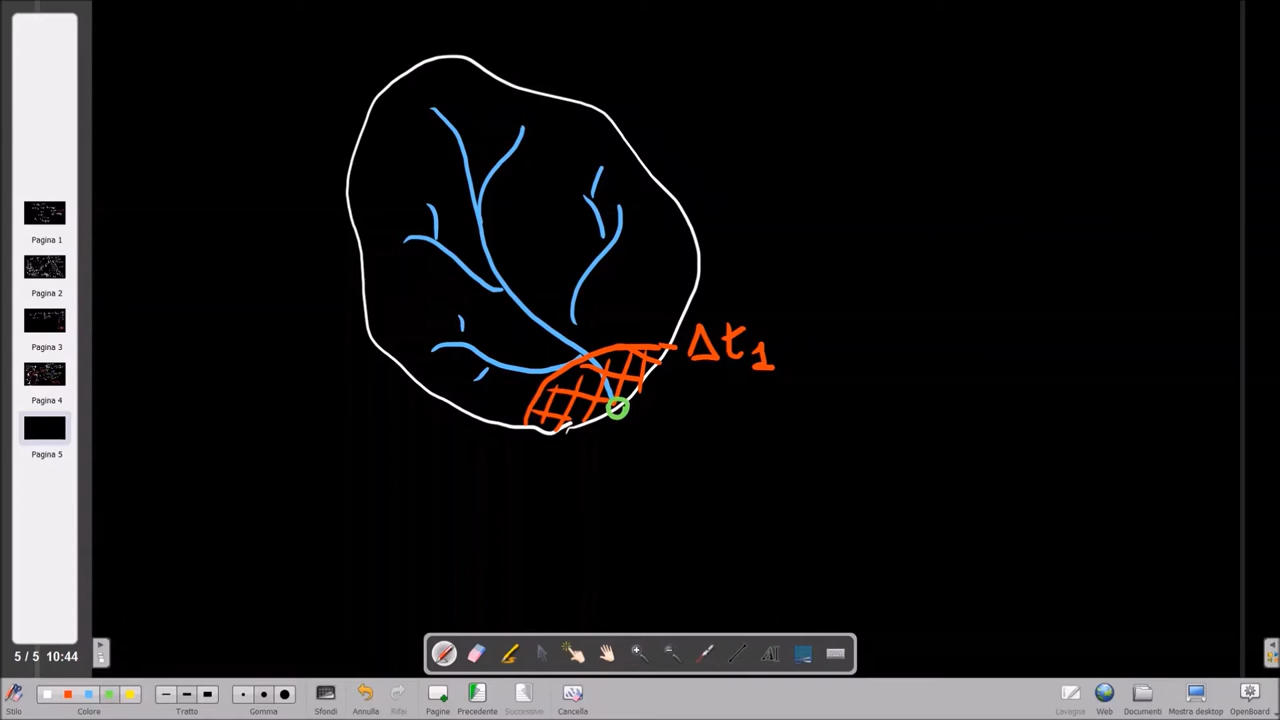 Δt1
Pagina 1
Pagina 2
Pagina 3
Pagina 4
Pagina 5
5 / 5 10:44
Stilo
Colore
Tratto
Gomma
Sfondi
Annulla
Rifai
Pagine
Precedente
Successivo
Cancella
Lavagna
Web
Documenti
Mostra desktop
OpenBoard